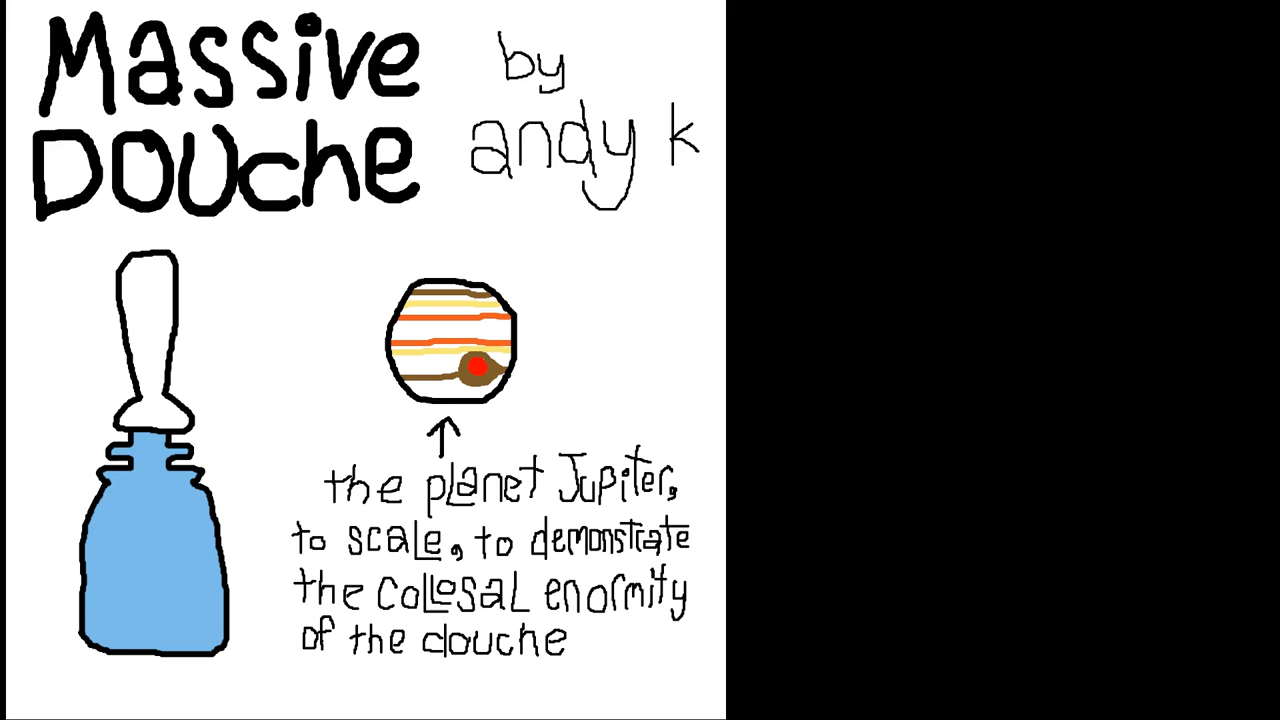 Massive
Douche
by
andy k
the planet Jupiter,
to scale, to demonstrate
the collosal enormity
of the douche